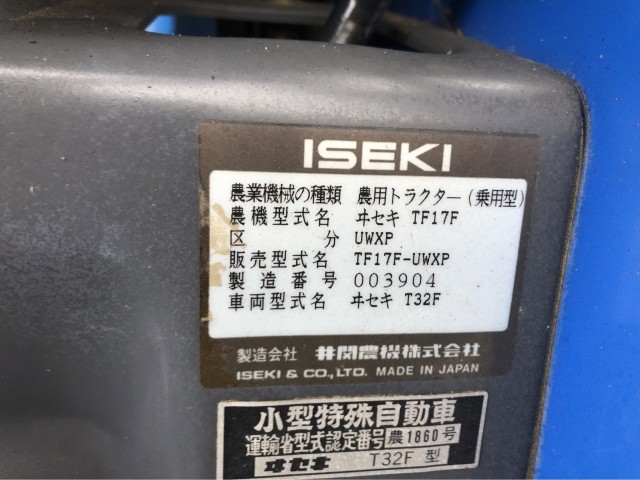 ISEKI
農業機械の種類 農用トラクター(乗用型)
農機型式名 ヰセキ TF17F
区分 UWXP
販売型式名 TF17F-UWXP
製造番号 003904
車両型式名 ヰセキ T32F
製造会社 井関農機株式会社
ISEKI & CO., LTD. MADE IN JAPAN
小型特殊自動車
運輸省型式認定番号 農1860号
ヰセキ T32F 型